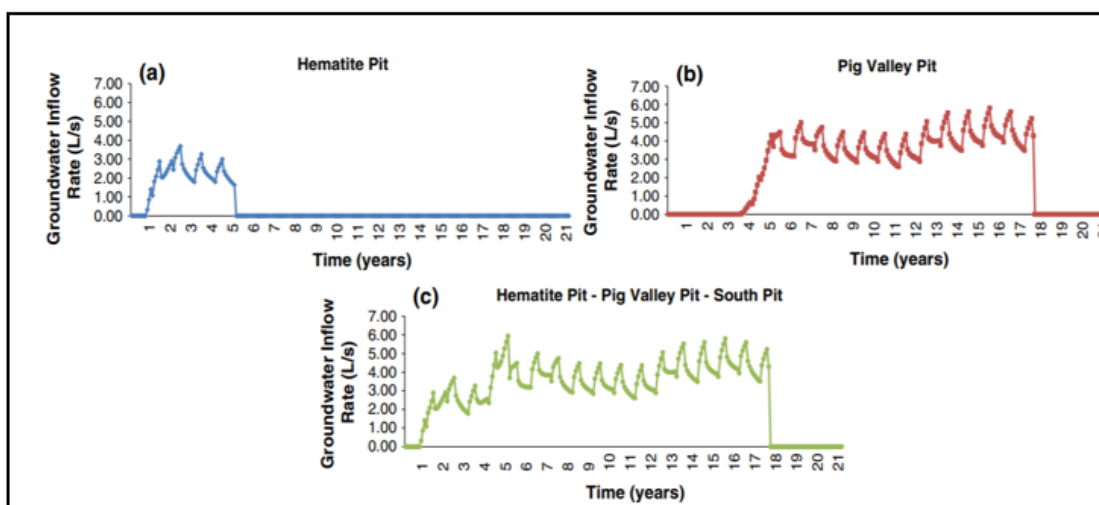 (a)
Hematite Pit
Groundwater Inflow
Rate (L/s)
7.00
6.00
5.00
4.00
3.00
2.00
1.00
0.00
1 2 3 4 5 6 7 8 9 10 11 12 13 14 15 16 17 18 19 20 21
Time (years)
(b)
Pig Valley Pit
Groundwater Inflow
Rate (L/s)
7.00
6.00
5.00
4.00
3.00
2.00
1.00
0.00
1 2 3 4 5 6 7 8 9 10 11 12 13 14 15 16 17 18 19 20 21
Time (years)
(c)
Hematite Pit - Pig Valley Pit - South Pit
Groundwater Inflow
Rate (L/s)
7.00
6.00
5.00
4.00
3.00
2.00
1.00
0.00
1 2 3 4 5 6 7 8 9 10 11 12 13 14 15 16 17 18 19 20 21
Time (years)